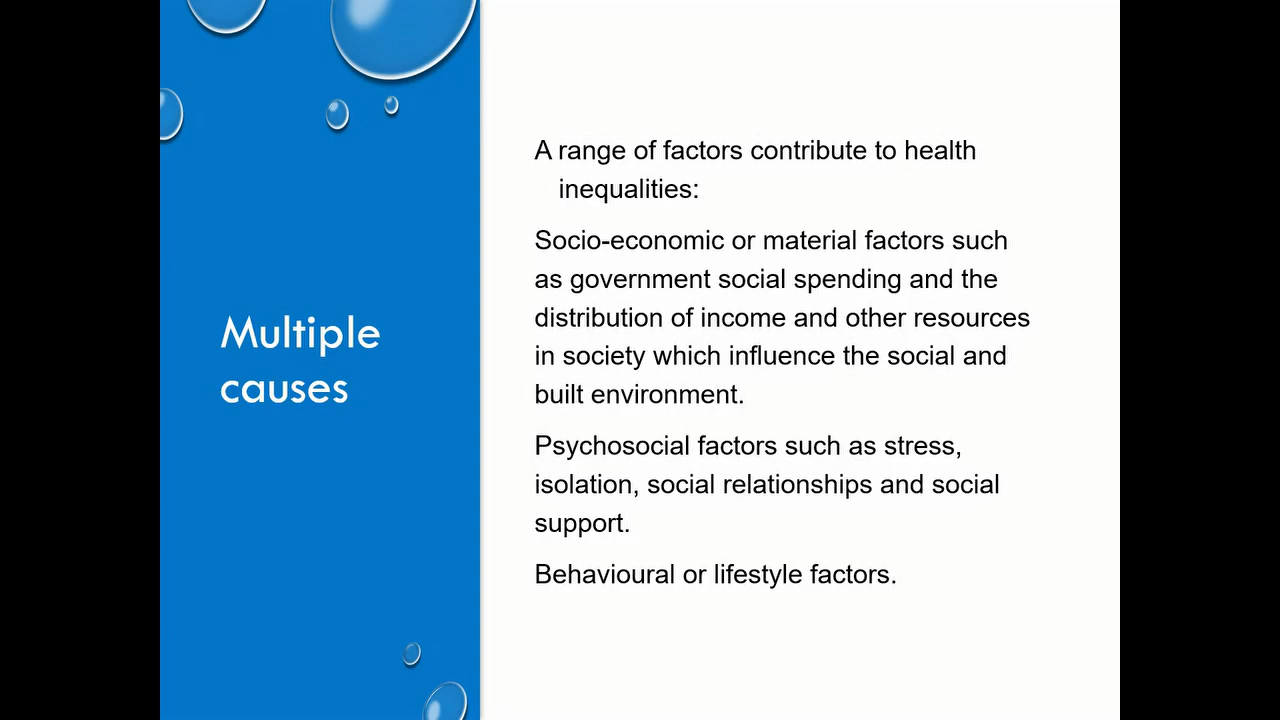 Multiple
causes
A range of factors contribute to health
inequalities:
Socio-economic or material factors such
as government social spending and the
distribution of income and other resources
in society which influence the social and
built environment.
Psychosocial factors such as stress,
isolation, social relationships and social
support.
Behavioural or lifestyle factors.